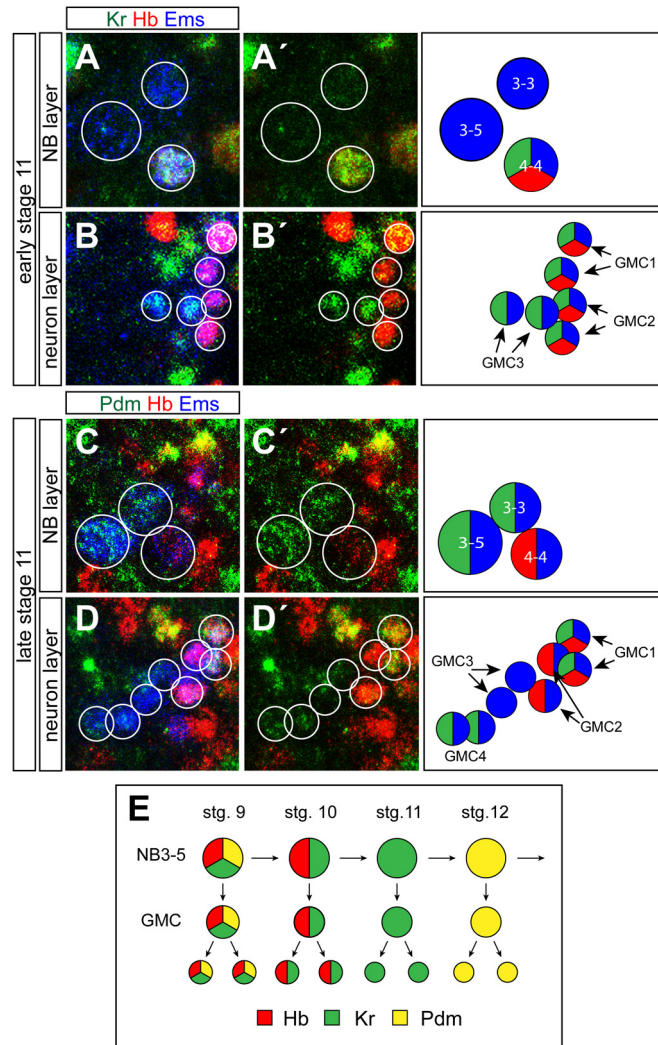 Kr Hb Ems
early stage 11
NB layer
A
A´
3-3
3-5
4-4
neuron layer
B
B´
GMC1
GMC2
GMC3
Pdm Hb Ems
late stage 11
NB layer
C
C´
3-3
3-5
4-4
neuron layer
D
D´
GMC3
GMC1
GMC2
GMC4
E
stg. 9 stg. 10 stg.11 stg.12
NB3-5
GMC
Hb Kr Pdm